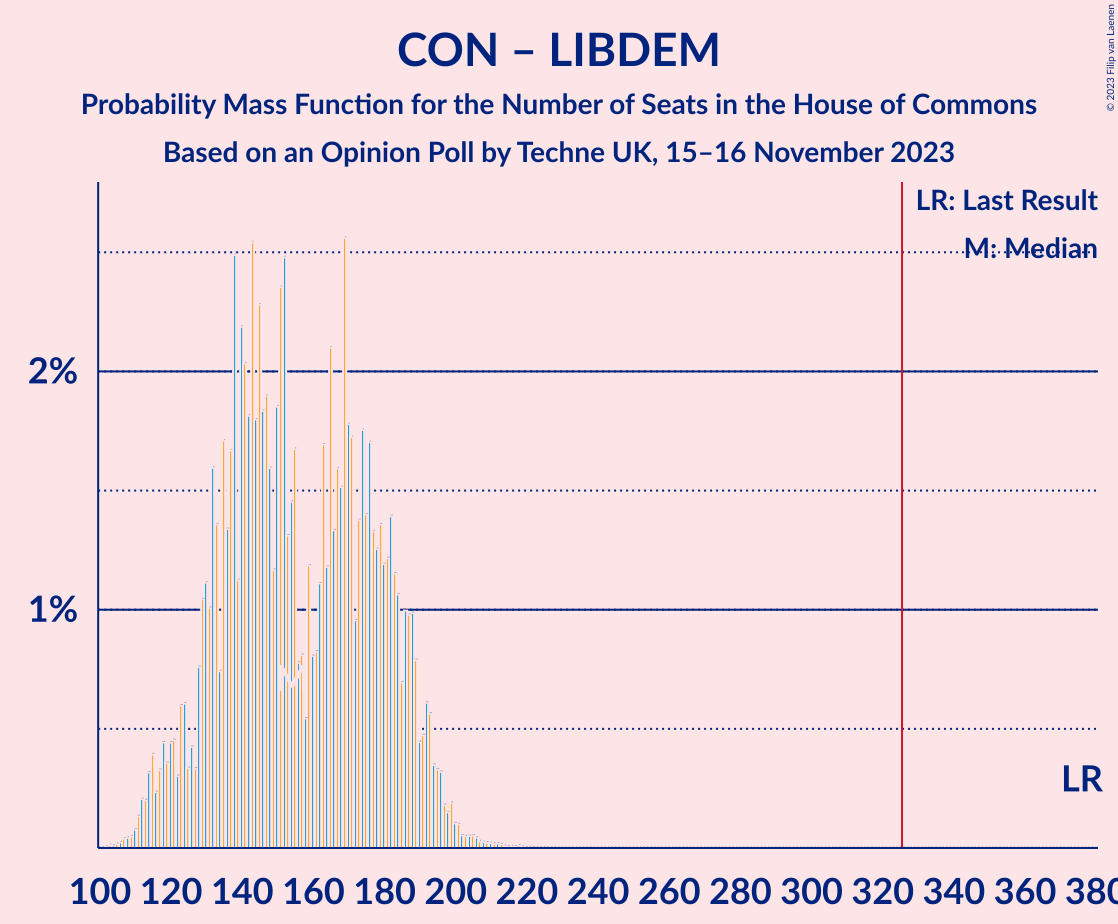 CON – LIBDEM
Probability Mass Function for the Number of Seats in the House of Commons
Based on an Opinion Poll by Techne UK, 15–16 November 2023
© 2023 Filip van Laenen
LR: Last Result
M: Median
2%
1%
LR
100 120 140 160 180 200 220 240 260 280 300 320 340 360 380